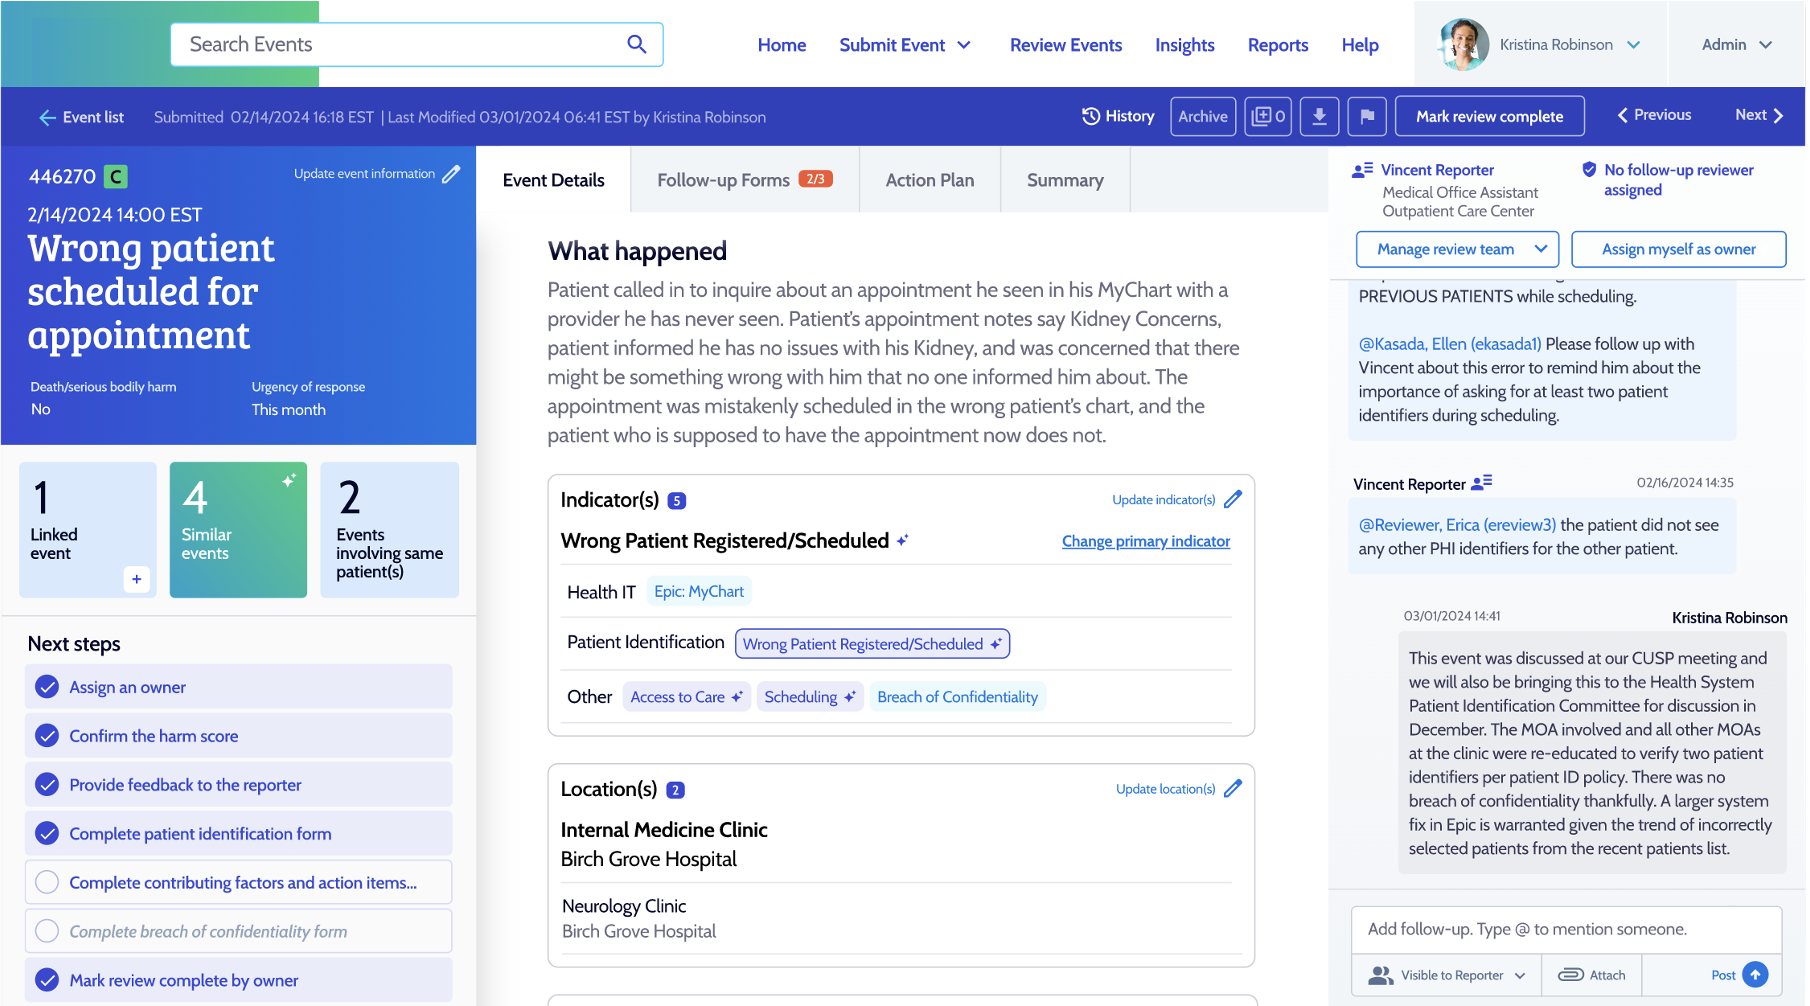 Search Events
Home
Submit Event
Review Events
Insights
Reports
Help
Kristina Robinson
Admin
Event list
Submitted 02/14/2024 16:18 EST | Last Modified 03/01/2024 06:41 EST by Kristina Robinson
History
Archive
0
Mark review complete
Previous
Next
446270 C
Update event information
2/14/2024 14:00 EST
Wrong patient
scheduled for
appointment
Death/serious bodily harm
No
Urgency of response
This month
1
Linked
event
+
4
Similar
events
2
Events
involving same
patient(s)
Next steps
Assign an owner
Confirm the harm score
Provide feedback to the reporter
Complete patient identification form
Complete contributing factors and action items...
Complete breach of confidentiality form
Mark review complete by owner
Event Details
Follow-up Forms 2/3
Action Plan
Summary
What happened
Patient called in to inquire about an appointment he seen in his MyChart with a
provider he has never seen. Patient's appointment notes say Kidney Concerns,
patient informed he has no issues with his Kidney, and was concerned that there
might be something wrong with him that no one informed him about. The
appointment was mistakenly scheduled in the wrong patient's chart, and the
patient who is supposed to have the appointment now does not.
Indicator(s) 5
Update indicator(s)
Wrong Patient Registered/Scheduled
Change primary indicator
Health IT Epic: MyChart
Patient Identification Wrong Patient Registered/Scheduled
Other Access to Care Scheduling Breach of Confidentiality
Location(s) 2
Update location(s)
Internal Medicine Clinic
Birch Grove Hospital
Neurology Clinic
Birch Grove Hospital
Vincent Reporter
Medical Office Assistant
Outpatient Care Center
No follow-up reviewer
assigned
Manage review team
Assign myself as owner
PREVIOUS PATIENTS while scheduling.
@Kasada, Ellen (ekasada1) Please follow up with
Vincent about this error to remind him about the
importance of asking for at least two patient
identifiers during scheduling.
Vincent Reporter
02/16/2024 14:35
@Reviewer, Erica (ereview3) the patient did not see
any other PHI identifiers for the other patient.
03/01/2024 14:41
Kristina Robinson
This event was discussed at our CUSP meeting and
we will also be bringing this to the Health System
Patient Identification Committee for discussion in
December. The MOA involved and all other MOAs
at the clinic were re-educated to verify two patient
identifiers per patient ID policy. There was no
breach of confidentiality thankfully. A larger system
fix in Epic is warranted given the trend of incorrectly
selected patients from the recent patients list.
Add follow-up. Type @ to mention someone.
Visible to Reporter
Attach
Post